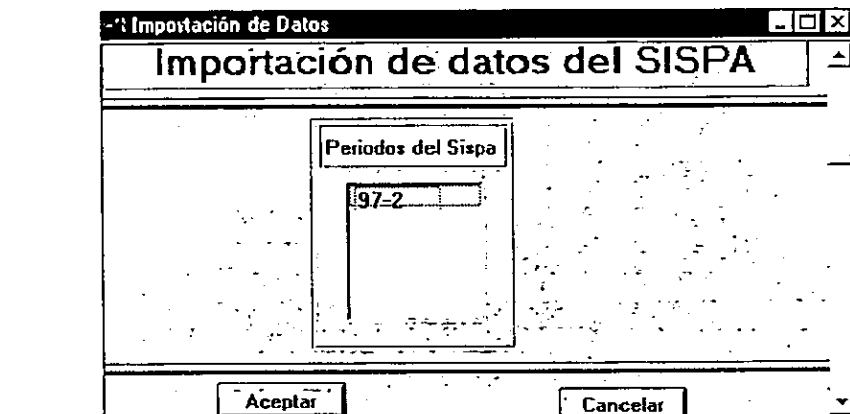 Importación de Datos
Importación de datos del SISPA
Periodos del Sispa
97-2
Aceptar
Cancelar